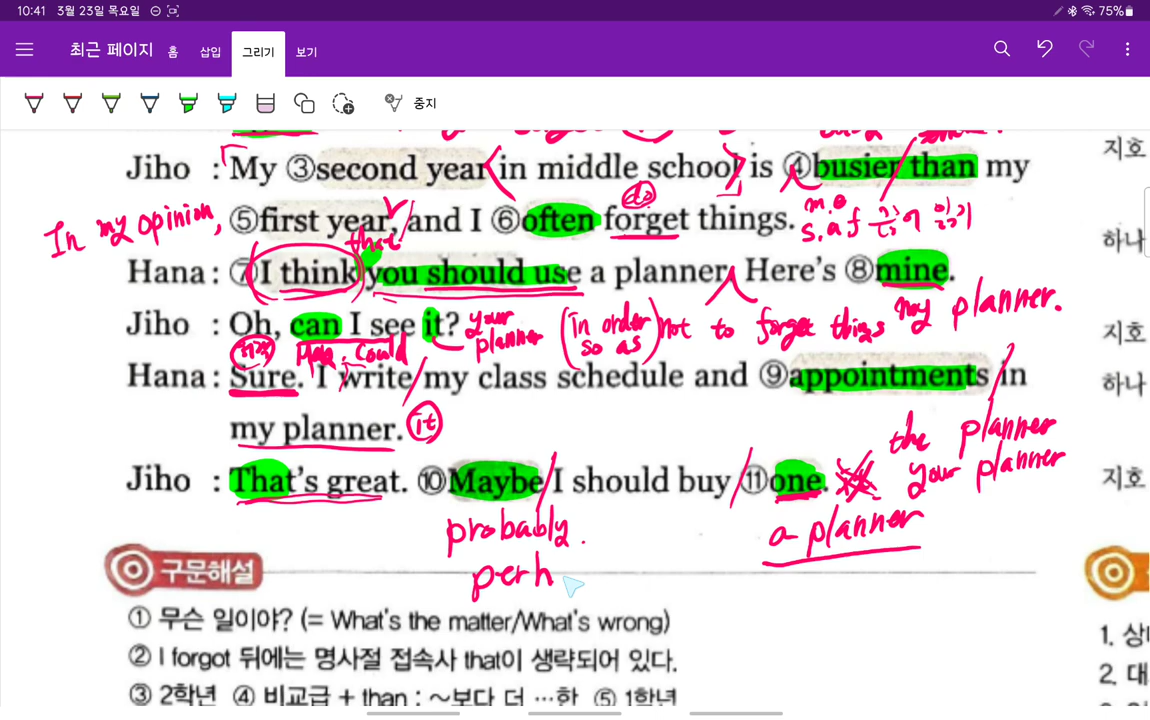 10:41 3월 23일 목요일 75%
최근 페이지 홈 삽입 그리기 보기
중지
Jiho : My ③second year in middle school is ④busier than my
지호
do
In my opinion, ⑤first year, and I ⑥often forget things.
하나
that
Hana : ⑦I think you should use a planner. Here's ⑧mine.
my planner.
Jiho : Oh, can I see it? your planner (in order so as) not to forget things
지호
could
Hana : Sure. I write my class schedule and ⑨appointments in
하나
my planner. it
the planner
your planner
Jiho : That's great. ⑩Maybe I should buy ⑪one.
지호
probably.
a planner
perh
구문해설
① 무슨 일이야? (= What's the matter/What's wrong)
② I forgot 뒤에는 명사절 접속사 that이 생략되어 있다.
③ 2학년 ④ 비교급 + than : ~보다 더 …한 ⑤ 1학년
1. 상
2. 대